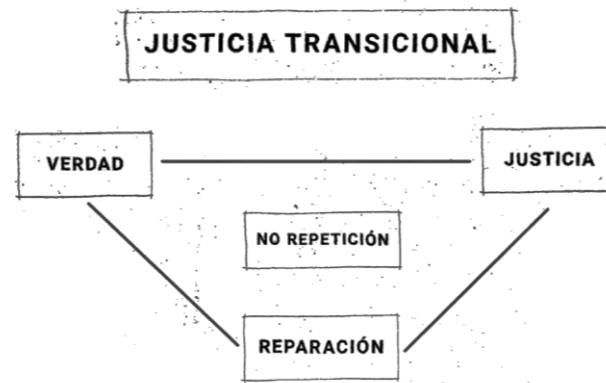 JUSTICIA TRANSICIONAL
VERDAD
JUSTICIA
NO REPETICIÓN
REPARACIÓN